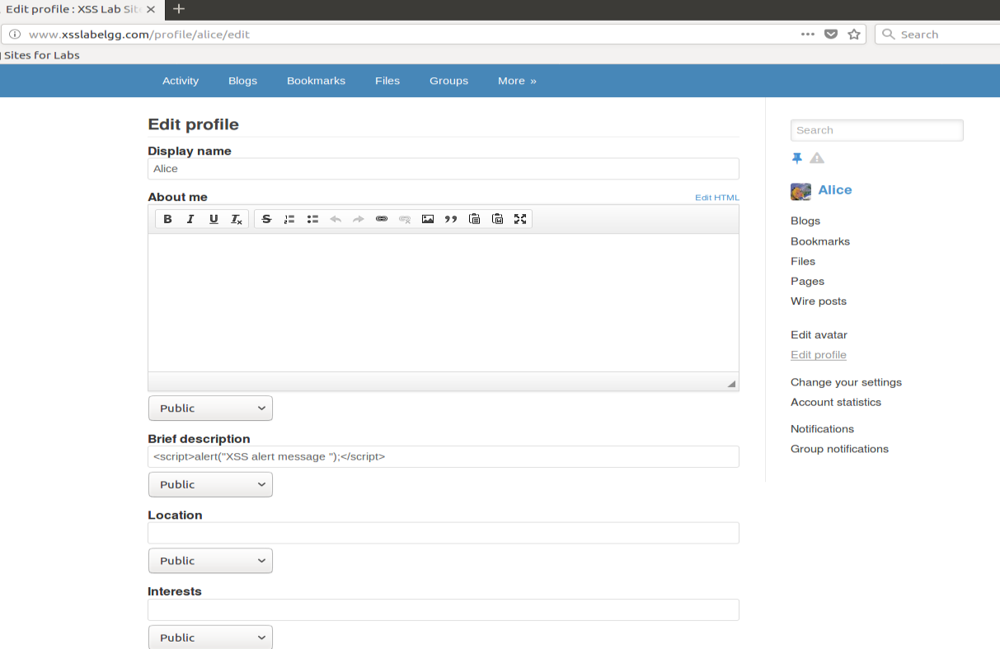 Edit profile : XSS Lab Sit
www.xsslabelgg.com/profile/alice/edit
Search
Sites for Labs
Activity Blogs Bookmarks Files Groups More »
Edit profile
Display name
Alice
About me
Edit HTML
B I U Tx S
Public
Brief description
<script>alert("XSS alert message ");</script>
Public
Location
Public
Interests
Public
Search
Alice
Blogs
Bookmarks
Files
Pages
Wire posts
Edit avatar
Edit profile
Change your settings
Account statistics
Notifications
Group notifications